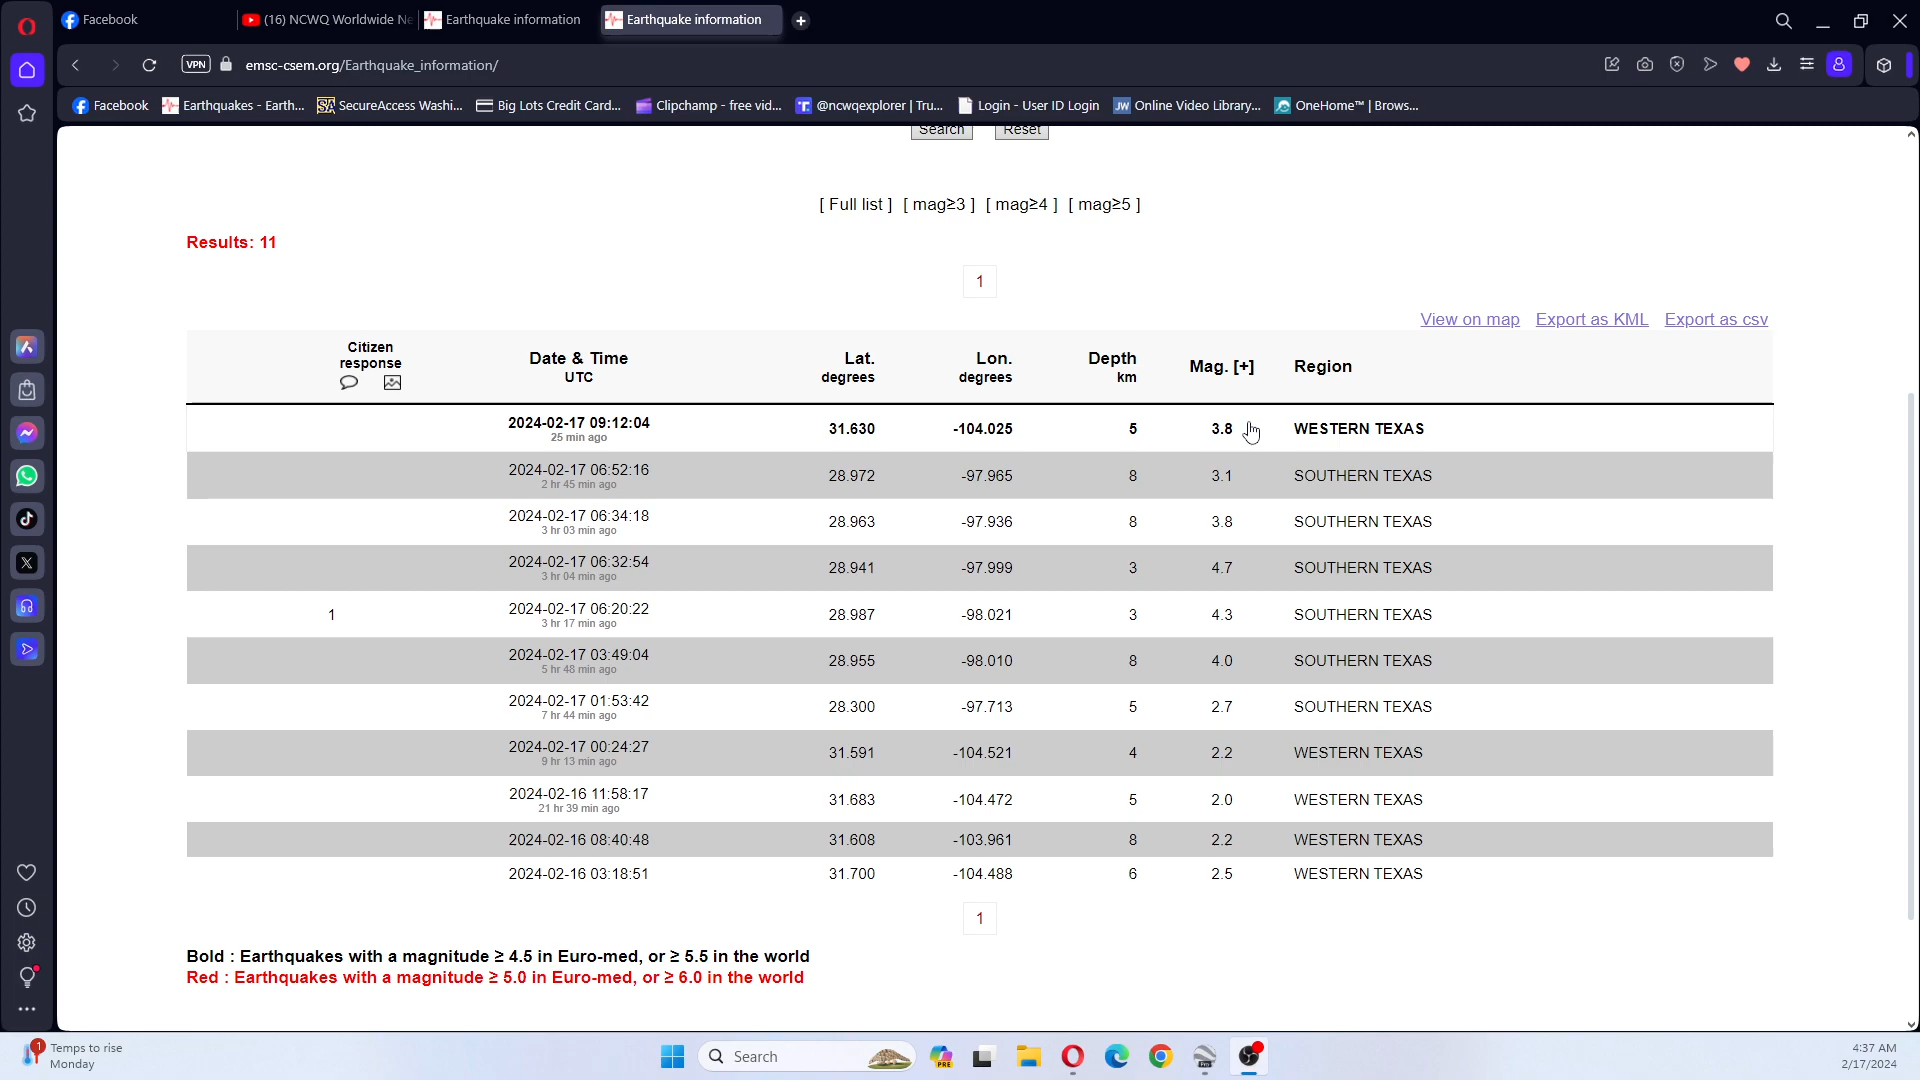 Facebook
(16) NCWQ Worldwide Ne
Earthquake information
Earthquake information
VPN
emsc-csem.org/Earthquake_information/
Facebook
Earthquakes - Earth...
SecureAccess Washi...
Big Lots Credit Card...
Clipchamp - free vid...
@ncwqexplorer | Tru...
Login - User ID Login
JW Online Video Library...
OneHome™ | Brows...
Search Reset
[ Full list ] [ mag≥3 ] [ mag≥4 ] [ mag≥5 ]
Results: 11
1
View on map Export as KML Export as csv
Citizen response
Date & Time UTC
Lat. degrees
Lon. degrees
Depth km
Mag. [+]
Region
2024-02-17 09:12:04 31.630 -104.025 5 3.8 WESTERN TEXAS
25 min ago
2024-02-17 06:52:16 28.972 -97.965 8 3.1 SOUTHERN TEXAS
2 hr 45 min ago
2024-02-17 06:34:18 28.963 -97.936 8 3.8 SOUTHERN TEXAS
3 hr 03 min ago
2024-02-17 06:32:54 28.941 -97.999 3 4.7 SOUTHERN TEXAS
3 hr 04 min ago
1 2024-02-17 06:20:22 28.987 -98.021 3 4.3 SOUTHERN TEXAS
3 hr 17 min ago
2024-02-17 03:49:04 28.955 -98.010 8 4.0 SOUTHERN TEXAS
5 hr 48 min ago
2024-02-17 01:53:42 28.300 -97.713 5 2.7 SOUTHERN TEXAS
7 hr 44 min ago
2024-02-17 00:24:27 31.591 -104.521 4 2.2 WESTERN TEXAS
9 hr 13 min ago
2024-02-16 11:58:17 31.683 -104.472 5 2.0 WESTERN TEXAS
21 hr 39 min ago
2024-02-16 08:40:48 31.608 -103.961 8 2.2 WESTERN TEXAS
2024-02-16 03:18:51 31.700 -104.488 6 2.5 WESTERN TEXAS
1
Bold : Earthquakes with a magnitude ≥ 4.5 in Euro-med, or ≥ 5.5 in the world
Red : Earthquakes with a magnitude ≥ 5.0 in Euro-med, or ≥ 6.0 in the world
1
Temps to rise
Monday
Search
PRE
4:37 AM
2/17/2024